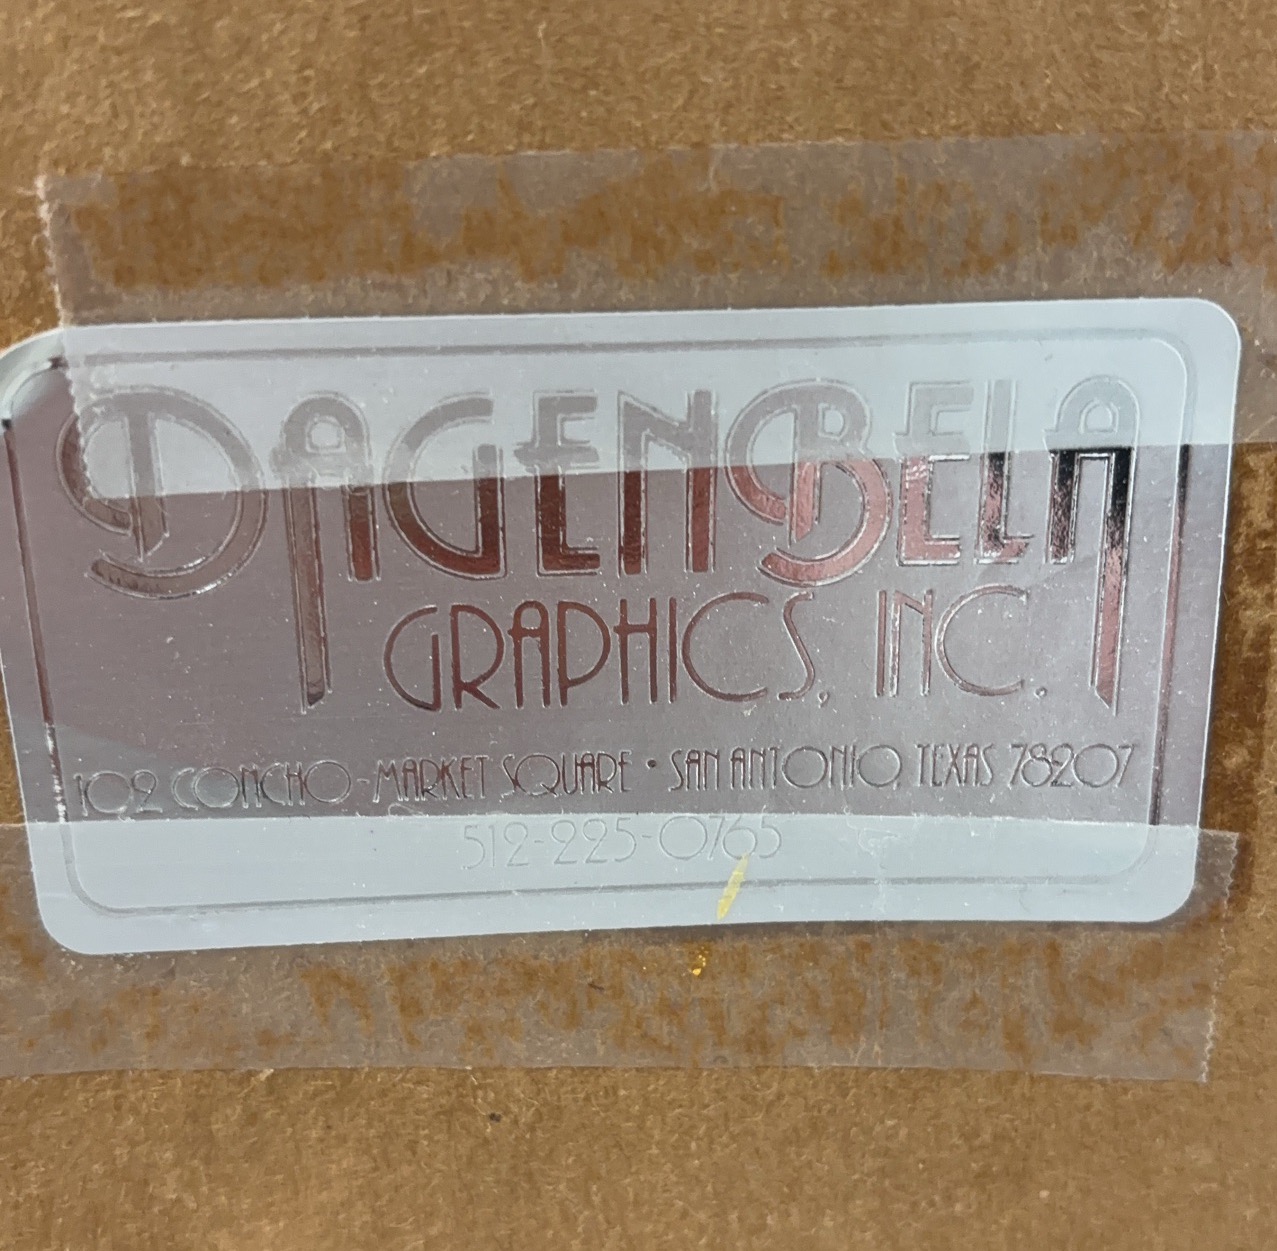 DAGENBELA
GRAPHICS, INC.
102 CONCHO-MARKET SQUARE • SAN ANTONIO, TEXAS 78207
512-225-0765